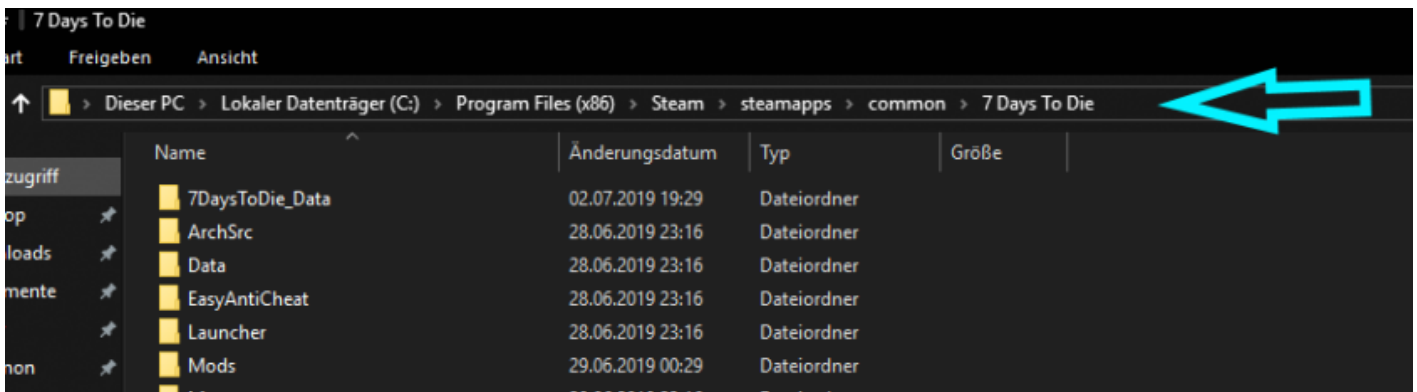 7 Days To Die
art Freigeben Ansicht
Dieser PC > Lokaler Datenträger (C:) > Program Files (x86) > Steam > steamapps > common > 7 Days To Die
Name Änderungsdatum Typ Größe
zugriff
7DaysToDie_Data 02.07.2019 19:29 Dateiordner
op
ArchSrc 28.06.2019 23:16 Dateiordner
loads
Data 28.06.2019 23:16 Dateiordner
mente
EasyAntiCheat 28.06.2019 23:16 Dateiordner
Launcher 28.06.2019 23:16 Dateiordner
mon
Mods 29.06.2019 00:29 Dateiordner